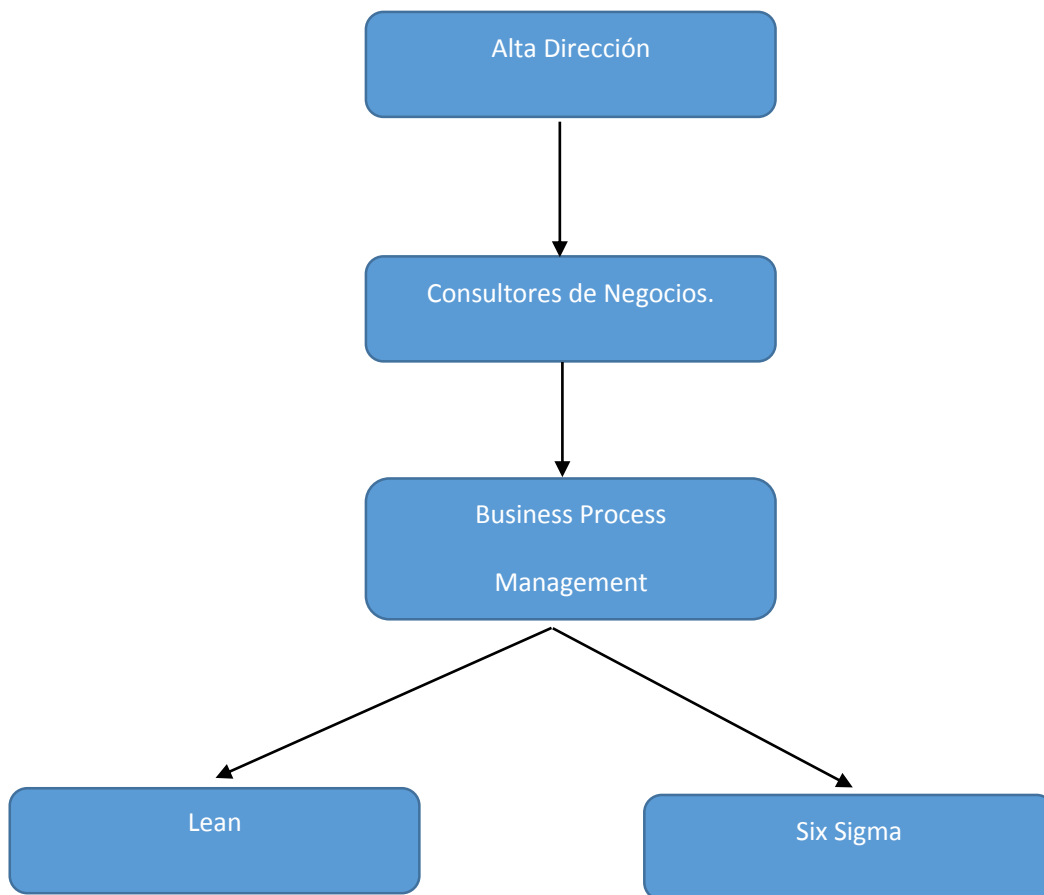 Alta Dirección
Consultores de Negocios.
Business Process
Management
Lean
Six Sigma